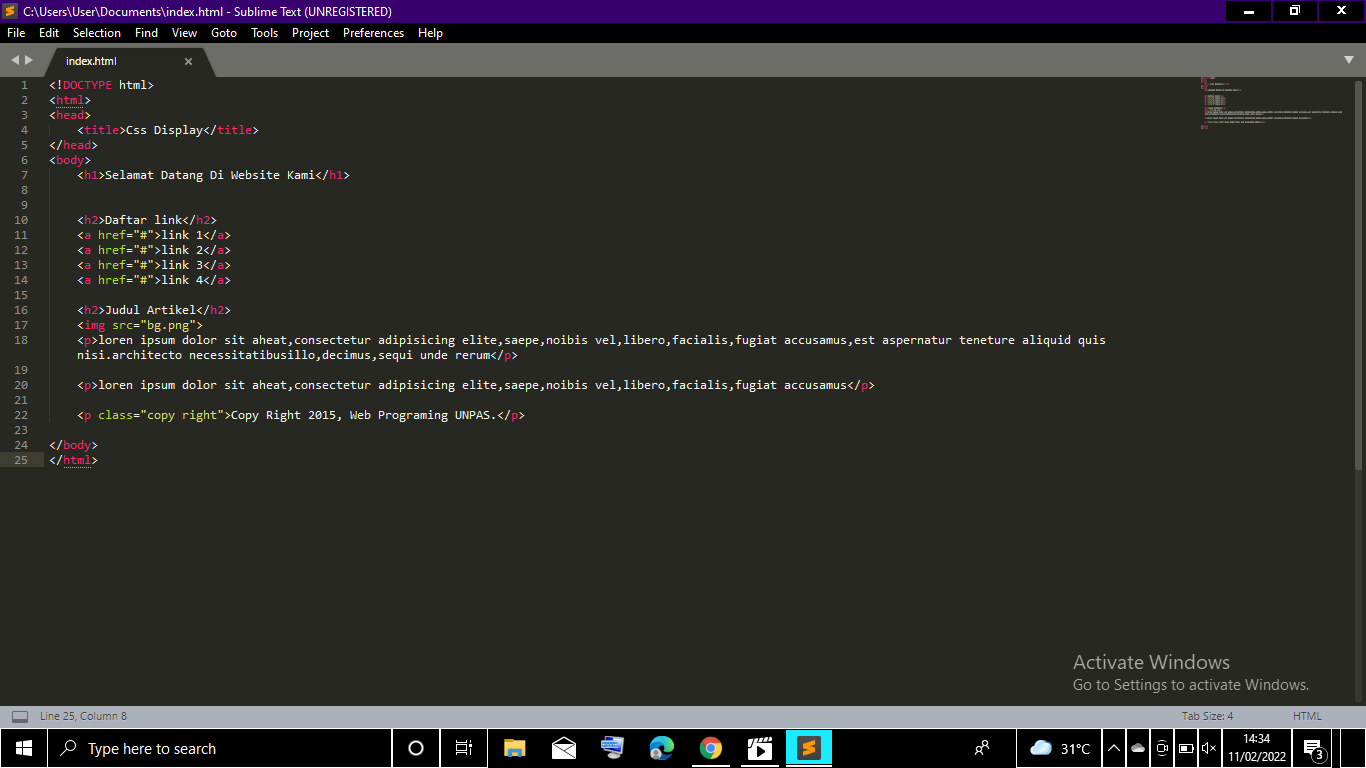 C:\Users\User\Documents\index.html - Sublime Text (UNREGISTERED)
File Edit Selection Find View Goto Tools Project Preferences Help
index.html
1 <!DOCTYPE html>
2 <html>
3 <head>
4 <title>Css Display</title>
5 </head>
6 <body>
7 <h1>Selamat Datang Di Website Kami</h1>
8
9
10 <h2>Daftar link</h2>
11 <a href="#">link 1</a>
12 <a href="#">link 2</a>
13 <a href="#">link 3</a>
14 <a href="#">link 4</a>
15
16 <h2>Judul Artikel</h2>
17 <img src="bg.png">
18 <p>loren ipsum dolor sit aheat,consectetur adipisicing elite,saepe,noibis vel,libero,facialis,fugiat accusamus,est aspernatur teneture aliquid quis
nisi.architecto necessitatibusillo,decimus,sequi unde rerum</p>
19
20 <p>loren ipsum dolor sit aheat,consectetur adipisicing elite,saepe,noibis vel,libero,facialis,fugiat accusamus</p>
21
22 <p class="copy right">Copy Right 2015, Web Programing UNPAS.</p>
23
24 </body>
25 </html>
Activate Windows
Go to Settings to activate Windows.
Line 25, Column 8
Tab Size: 4
HTML
Type here to search
31°C
14:34
11/02/2022
3